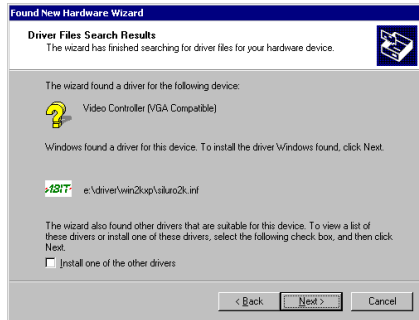 Found New Hardware Wizard
Driver Files Search Results
The wizard has finished searching for driver files for your hardware device.
The wizard found a driver for the following device:
Video Controller (VGA Compatible)
Windows found a driver for this device. To install the driver Windows found, click Next.
ABIT
e:\driver\win2kxp\siluro2k.inf
The wizard also found other drivers that are suitable for this device. To view a list of
these drivers or install one of these drivers, select the following check box, and then click
Next.
Install one of the other drivers
< Back
Next >
Cancel